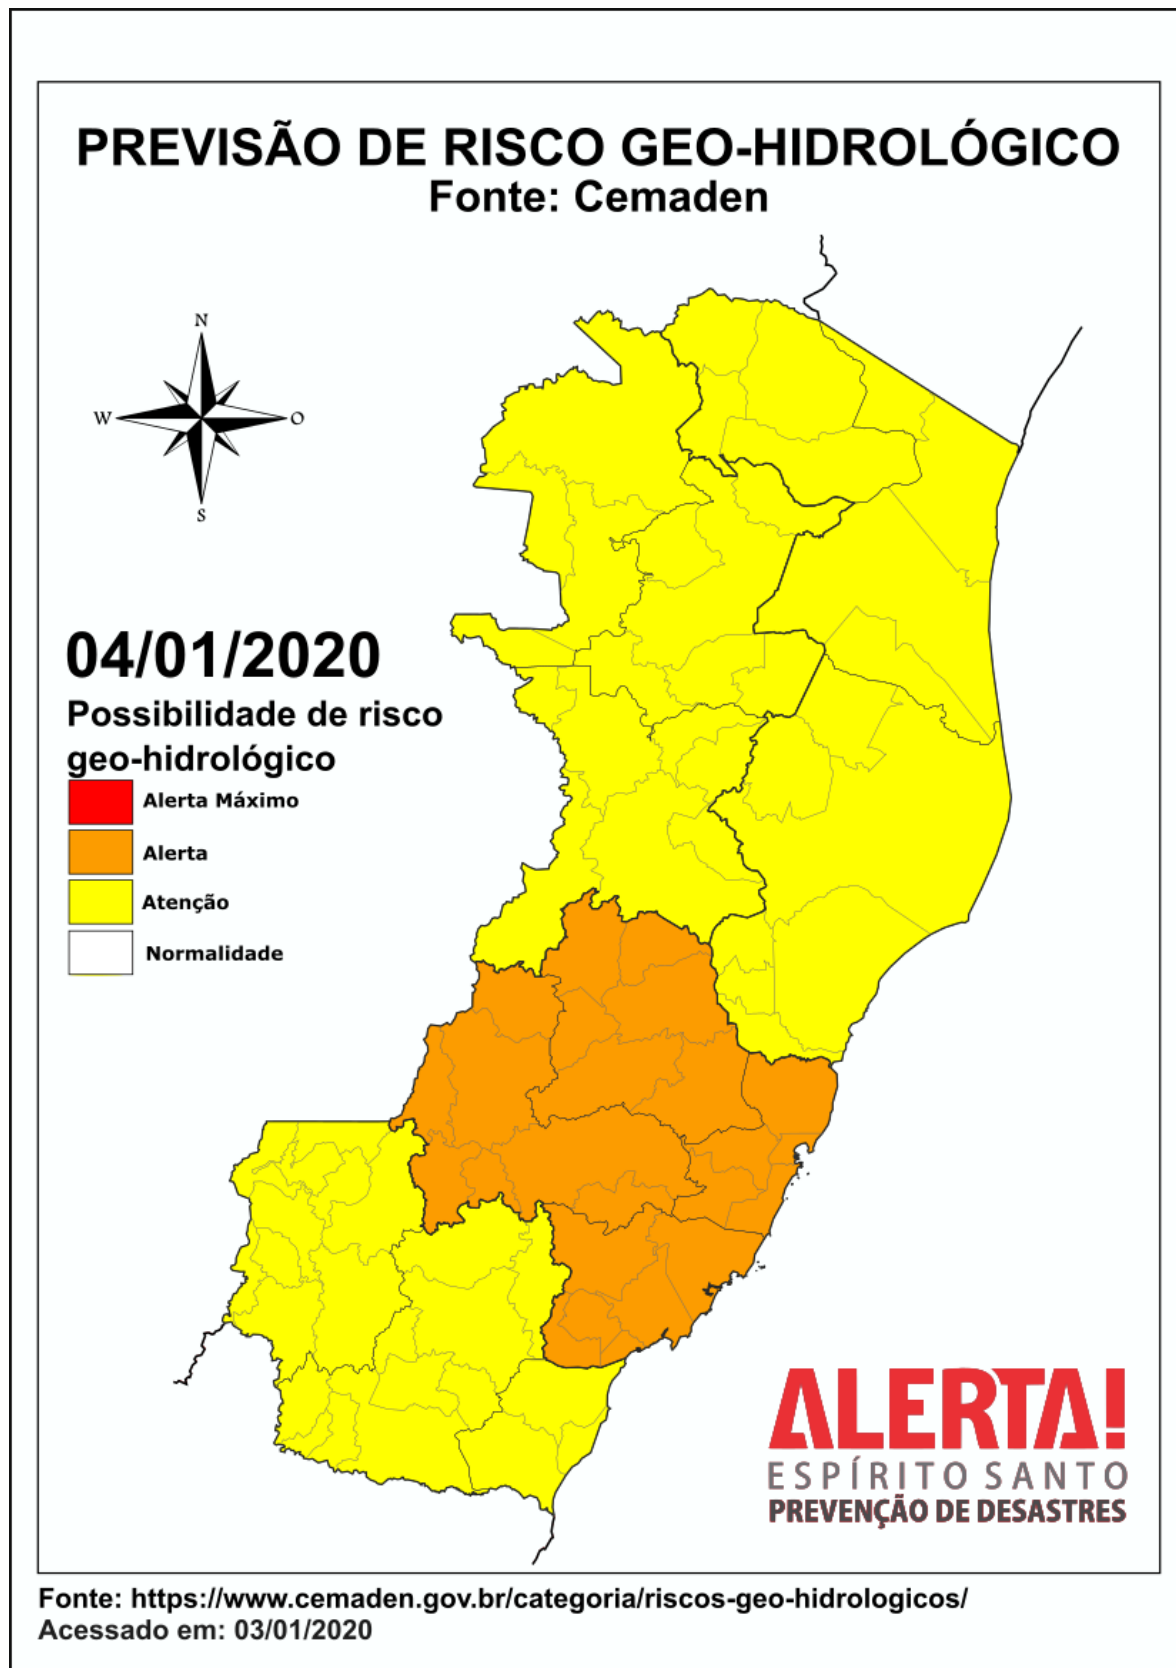 PREVISÃO DE RISCO GEO-HIDROLÓGICO
Fonte: Cemaden
N
W
O
S
04/01/2020
Possibilidade de risco
geo-hidrológico
Alerta Máximo
Alerta
Atenção
Normalidade
ALERTA!
ESPÍRITO SANTO
PREVENÇÃO DE DESASTRES
Fonte: https://www.cemaden.gov.br/categoria/riscos-geo-hidrologicos/
Acessado em: 03/01/2020